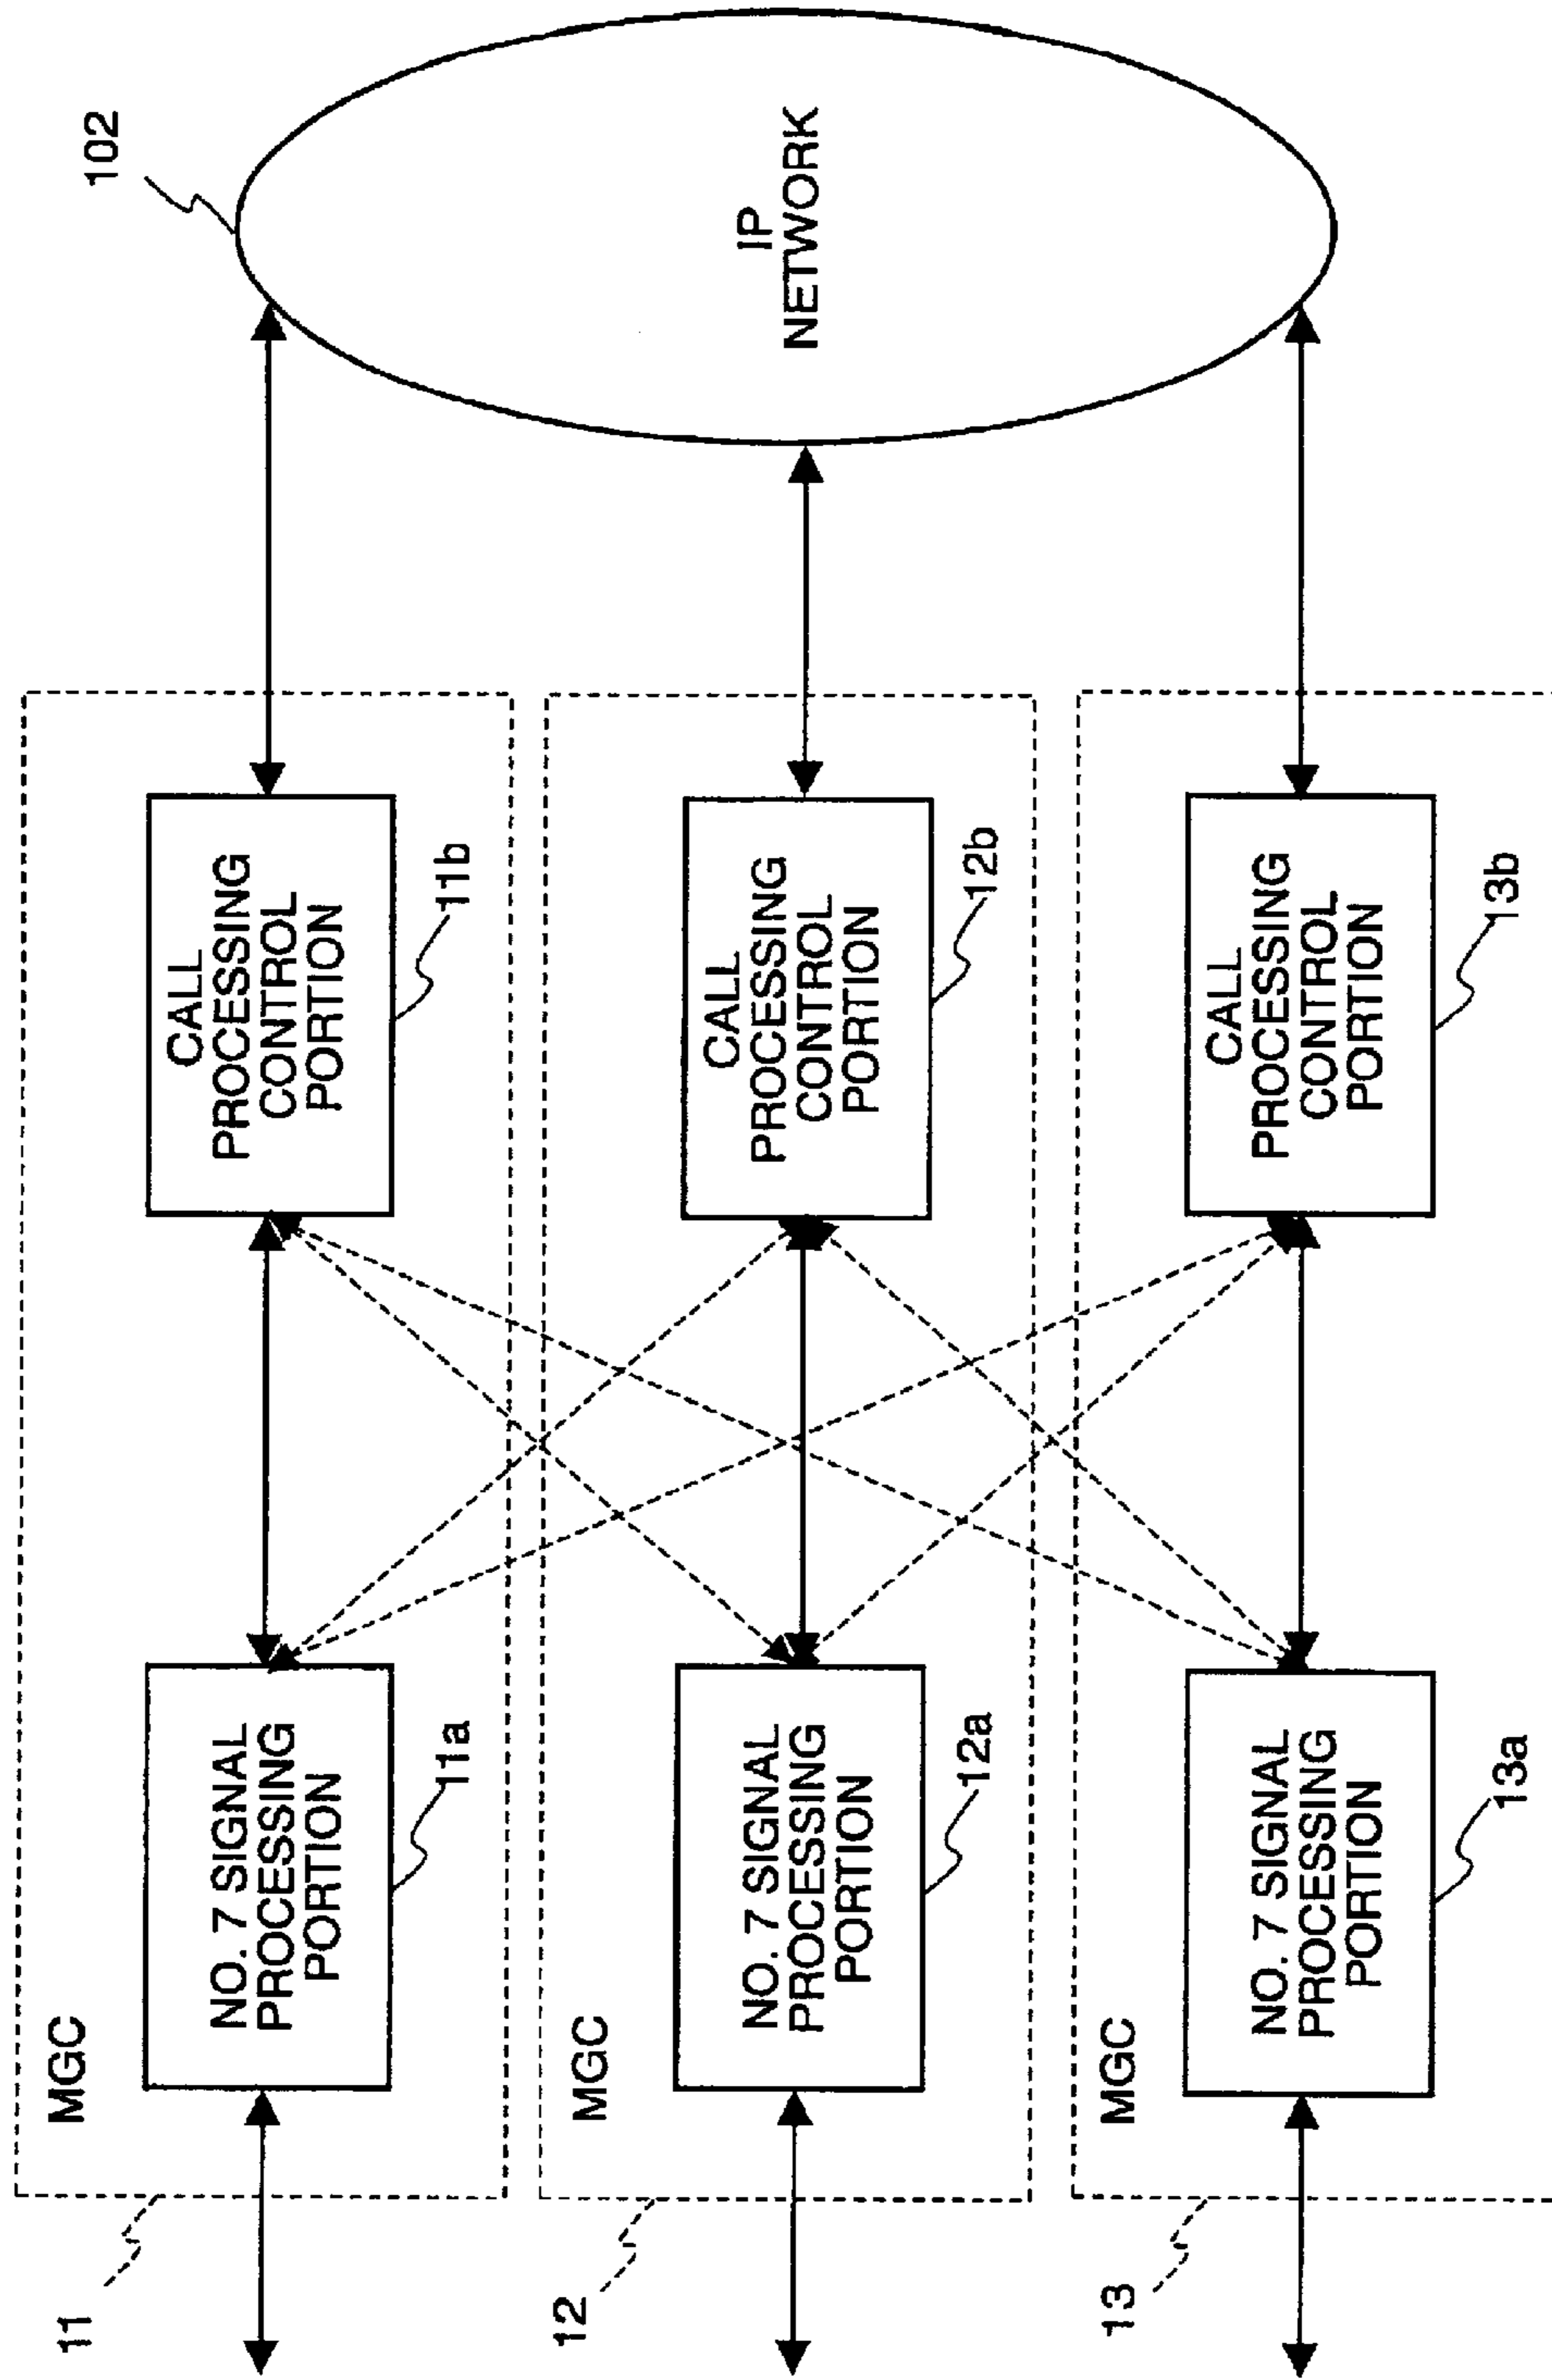 102
IP
NETWORK
11
MGC
NO. 7 SIGNAL
PROCESSING
PORTION
11a
CALL
PROCESSING
CONTROL
PORTION
11b
12
MGC
NO. 7 SIGNAL
PROCESSING
PORTION
12a
CALL
PROCESSING
CONTROL
PORTION
12b
13
MGC
NO. 7 SIGNAL
PROCESSING
PORTION
13a
CALL
PROCESSING
CONTROL
PORTION
13b